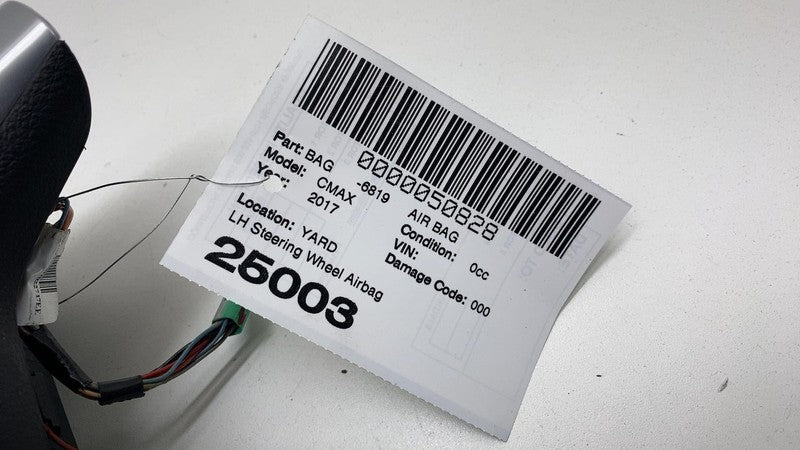 0000050828
Part: BAG -6819 AIR BAG
Model: CMAX Condition: 0cc
Year: 2017 VIN:
Damage Code: 000
Location: YARD
LH Steering Wheel Airbag
25003